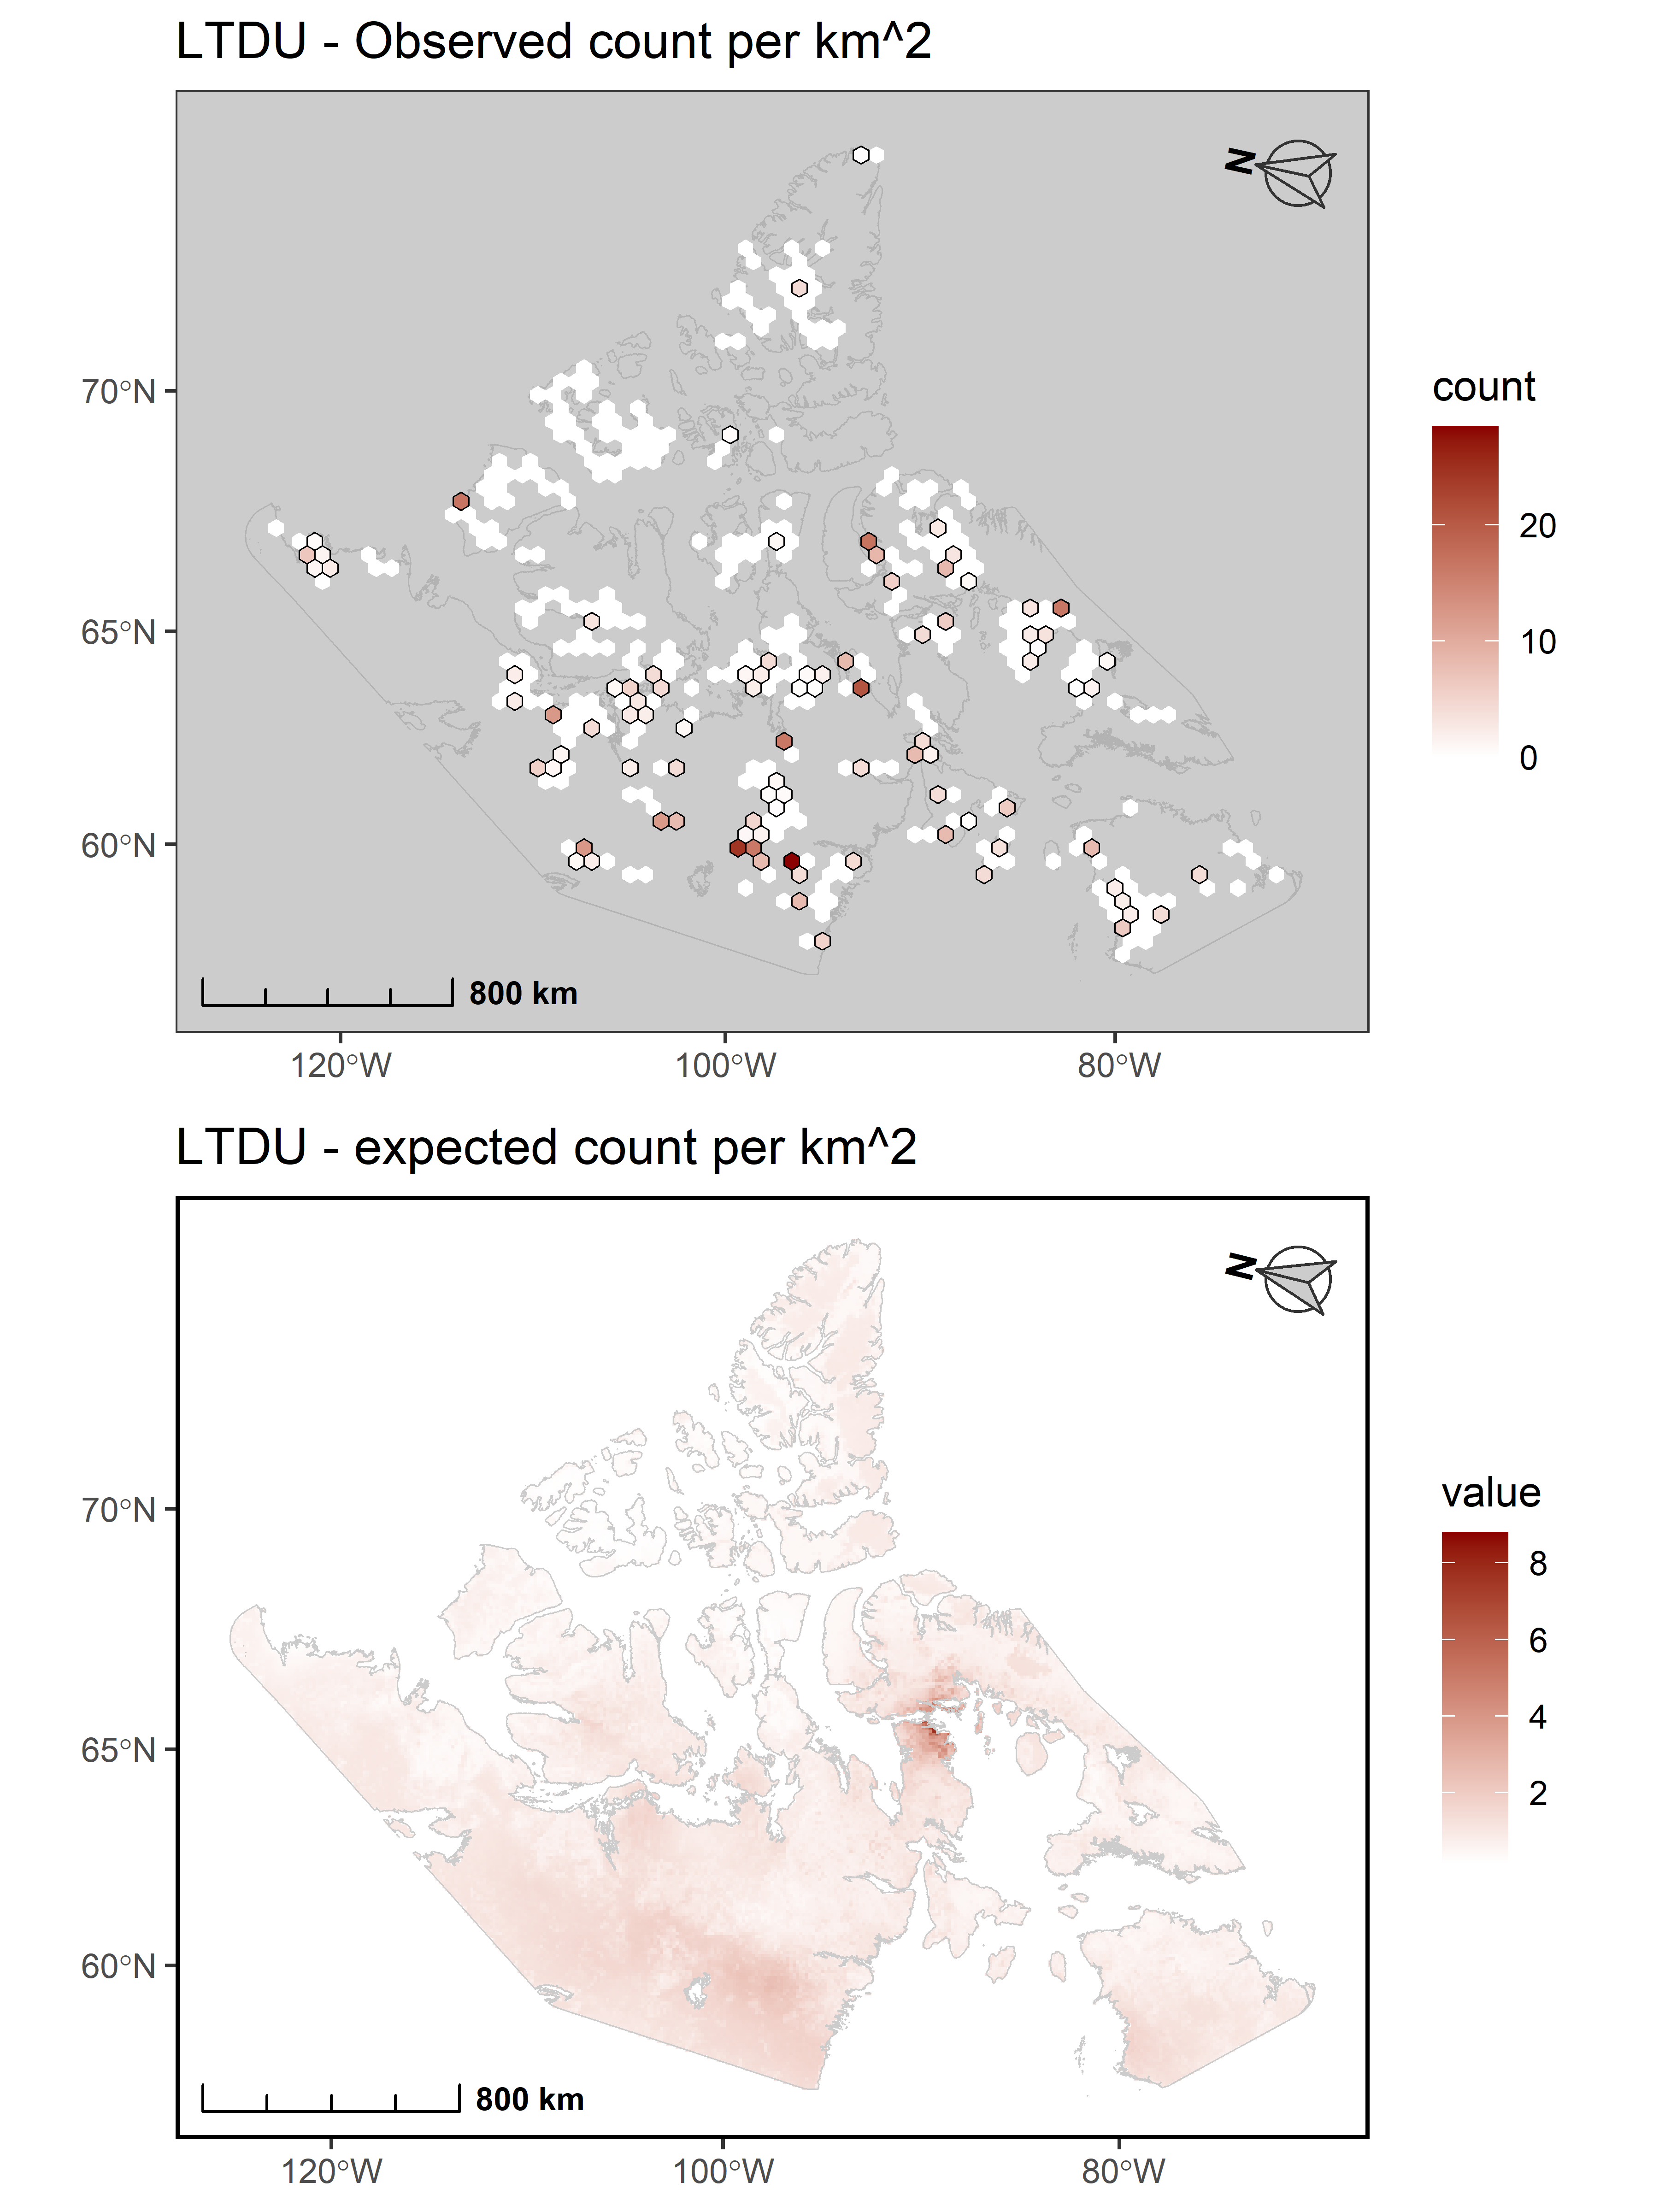 LTDU - Observed count per km^2
N
70°N
65°N
60°N
800 km
120°W
100°W
80°W
count
20
10
0
LTDU - expected count per km^2
N
70°N
65°N
60°N
800 km
120°W
100°W
80°W
value
8
6
4
2